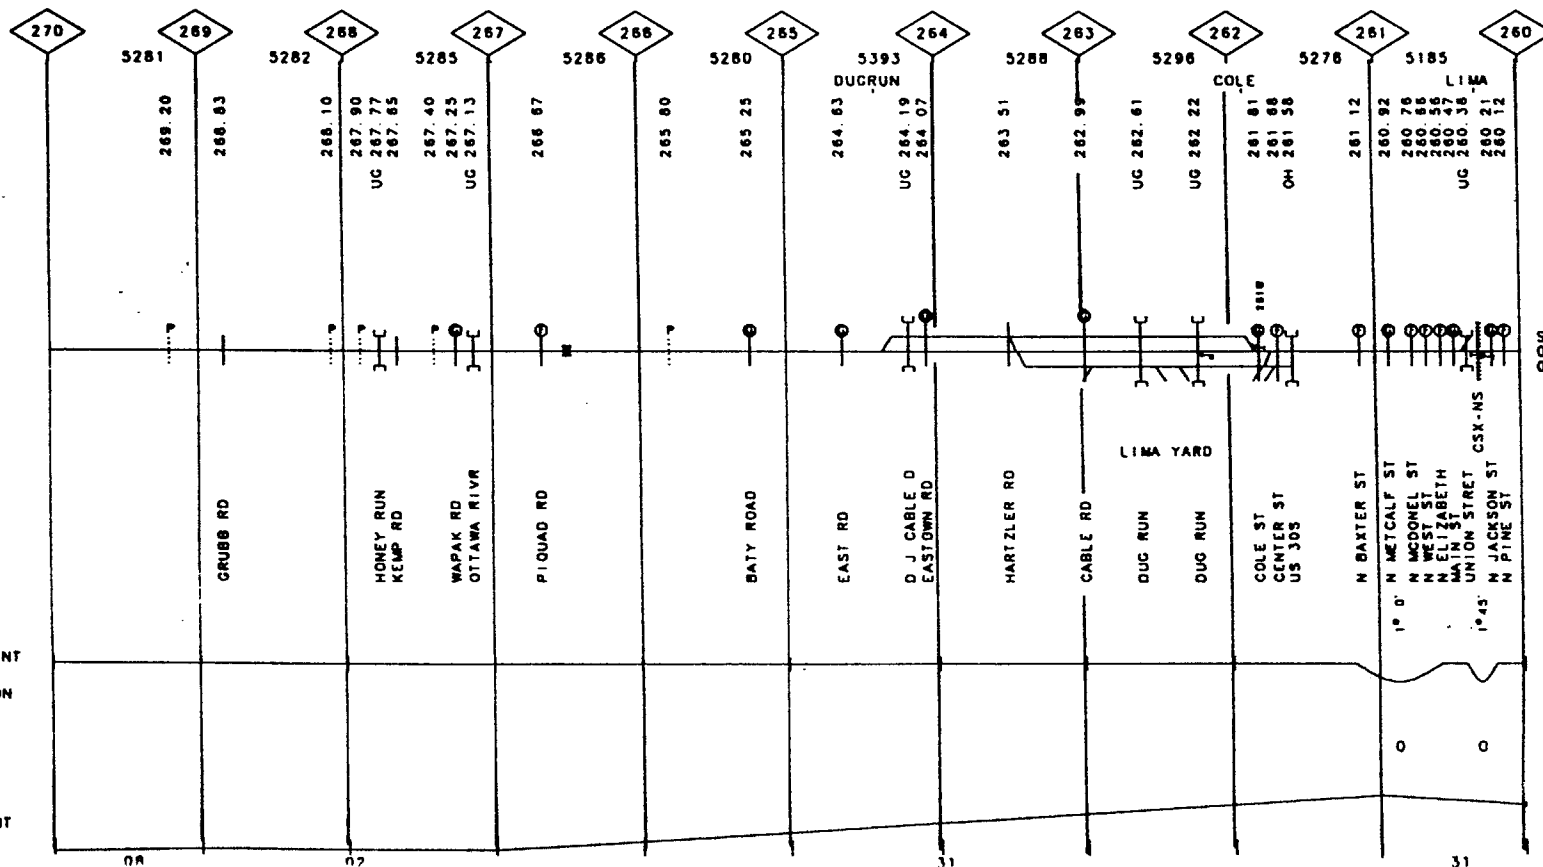 270 269 268 267 266 265 264 263 262 261 260
5281 5282 5285 5286 5280 5393 5288 5296 5276 5185
DUGRUN COLE LIMA
269.20
268.83
268.10
267.90
UG 267.77
267.65
267.40
267.25
UG 267.13
266 67
265 80
265 25
264.63
UG 264.19
264 07
263 51
262.99
UG 262.61
UG 262 22
261 81
261 68
OH 261 58
261 12
260.92
260 76
260.66
260.56
260 47
UG 260.38
260 21
260 12
P P P P P
LIMA YARD
CSX-NS
GRUBB RD
HONEY RUN
KEMP RD
WAPAK RD
OTTAWA RIVR
PIQUAD RD
BATY ROAD
EAST RD
D J CABLE D
EASTOWN RD
HARTZLER RD
CABLE RD
DUG RUN
DUG RUN
COLE ST
CENTER ST
US 30S
N BAXTER ST
N METCALF ST
N MCDONEL ST
N WEST ST
N ELIZABETH
MAIN ST
UNION STRET
N JACKSON ST
N PINE ST
1° 0'
1° 45'
NT
ON
0 0
NT
08 02 31 31